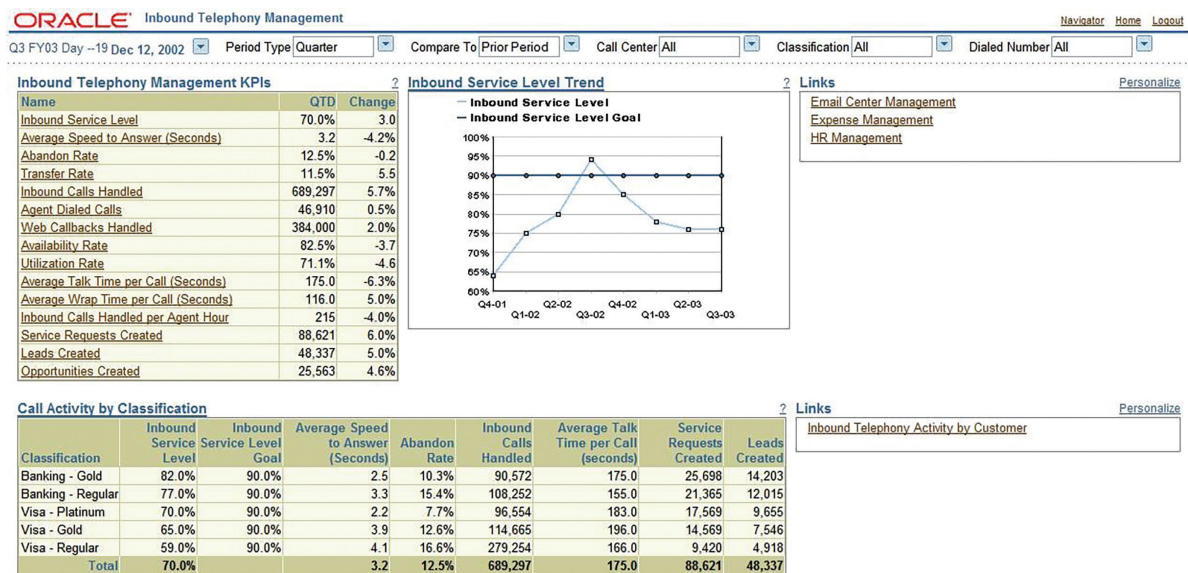 ORACLE Inbound Telephony Management
Navigator Home Logout
Q3 FY03 Day --19 Dec 12, 2002 Period Type Quarter Compare To Prior Period Call Center All Classification All Dialed Number All
Inbound Telephony Management KPIs ?
Name QTD Change
Inbound Service Level 70.0% 3.0
Average Speed to Answer (Seconds) 3.2 -4.2%
Abandon Rate 12.5% -0.2
Transfer Rate 11.5% 5.5
Inbound Calls Handled 689,297 5.7%
Agent Dialed Calls 46,910 0.5%
Web Callbacks Handled 384,000 2.0%
Availability Rate 82.5% -3.7
Utilization Rate 71.1% -4.6
Average Talk Time per Call (Seconds) 175.0 -6.3%
Average Wrap Time per Call (Seconds) 116.0 5.0%
Inbound Calls Handled per Agent Hour 215 -4.0%
Service Requests Created 88,621 6.0%
Leads Created 48,337 5.0%
Opportunities Created 25,563 4.6%
Inbound Service Level Trend ?
Inbound Service Level
Inbound Service Level Goal
100%
95%
90%
85%
80%
75%
70%
65%
60%
Q4-01 Q2-02 Q3-02 Q4-02 Q2-03
Q1-02 Q1-03 Q3-03
Links Personalize
Email Center Management
Expense Management
HR Management
Call Activity by Classification ?
Inbound Inbound Average Speed Inbound Average Talk Service
Service Service Level to Answer Abandon Calls Time per Call Requests Leads
Classification Level Goal (Seconds) Rate Handled (seconds) Created Created
Banking - Gold 82.0% 90.0% 2.5 10.3% 90,572 175.0 25,698 14,203
Banking - Regular 77.0% 90.0% 3.3 15.4% 108,252 155.0 21,365 12,015
Visa - Platinum 70.0% 90.0% 2.2 7.7% 96,554 183.0 17,569 9,655
Visa - Gold 65.0% 90.0% 3.9 12.6% 114,665 196.0 14,569 7,546
Visa - Regular 59.0% 90.0% 4.1 16.6% 279,254 166.0 9,420 4,918
Total 70.0% 3.2 12.5% 689,297 175.0 88,621 48,337
Links Personalize
Inbound Telephony Activity by Customer